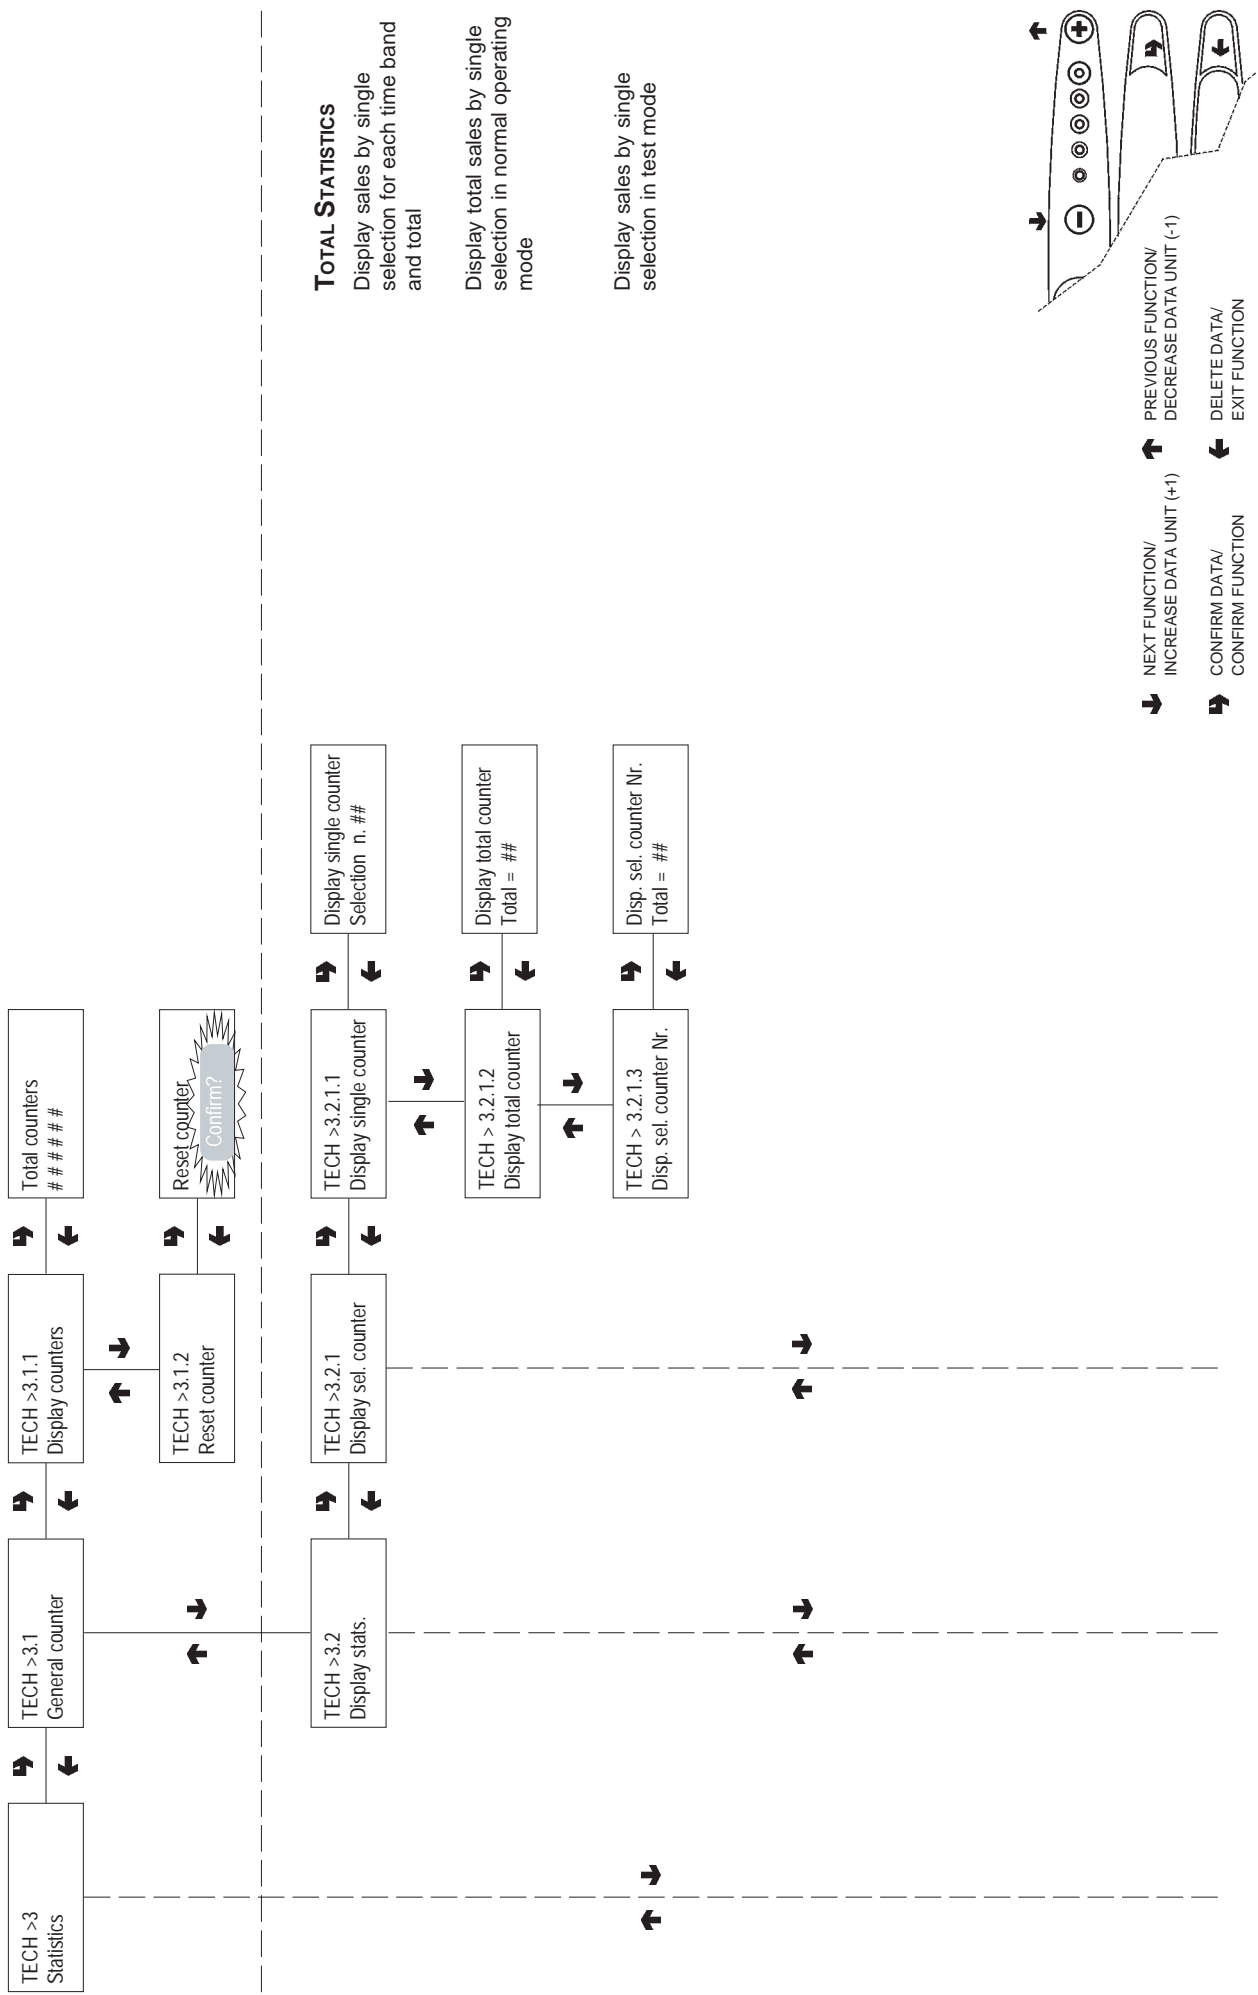 TECH >3
Statistics
TECH >3.1
General counter
TECH >3.1.1
Display counters
Total counters
# # # # # #
TECH >3.1.2
Reset counter
Reset counter
Confirm?
TECH >3.2
Display stats.
TECH >3.2.1
Display sel. counter
TECH >3.2.1.1
Display single counter
Display single counter
Selection n. ##
TECH > 3.2.1.2
Display total counter
Display total counter
Total = ##
TECH > 3.2.1.3
Disp. sel. counter Nr.
Disp. sel. counter Nr.
Total = ##
TOTAL STATISTICS
Display sales by single
selection for each time band
and total
Display total sales by single
selection in normal operating
mode
Display sales by single
selection in test mode
NEXT FUNCTION/
INCREASE DATA UNIT (+1)
PREVIOUS FUNCTION/
DECREASE DATA UNIT (-1)
CONFIRM DATA/
CONFIRM FUNCTION
DELETE DATA/
EXIT FUNCTION